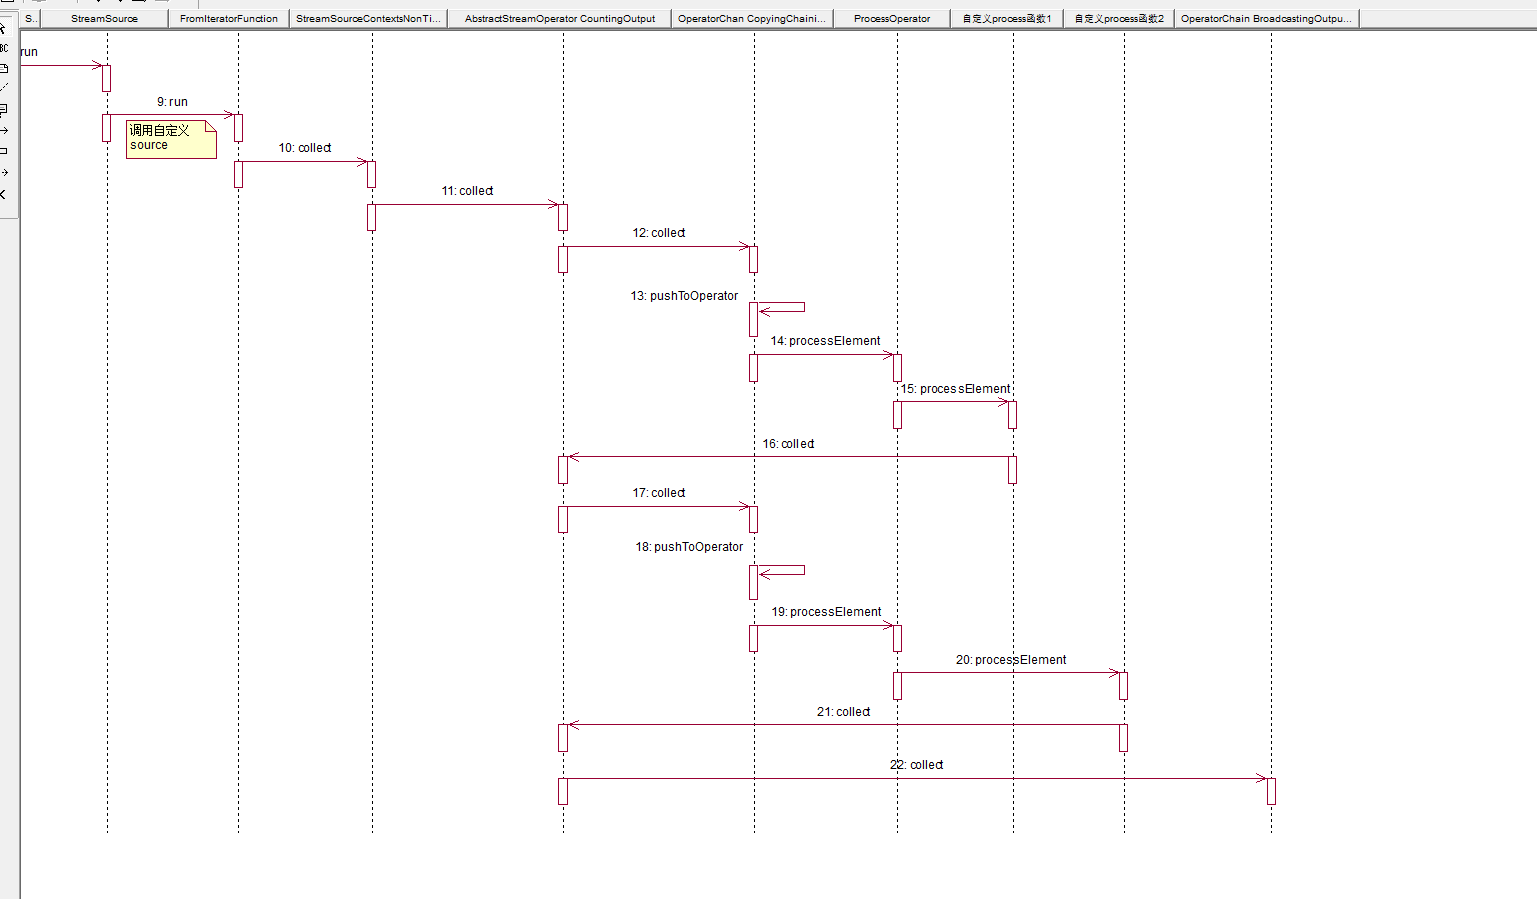 S..
StreamSource
FromIteratorFunction
StreamSourceContextsNonTi...
AbstractStreamOperator CountingOutput
OperatorChan CopyingChaini...
ProcessOperator
自定义process函数1
自定义process函数2
OperatorChain BroadcastingOutpu...
run
9: run
调用自定义
source
10: collect
11: collect
12: collect
13: pushToOperator
14: processElement
15: processElement
16: collect
17: collect
18: pushToOperator
19: processElement
20: processElement
21: collect
22: collect